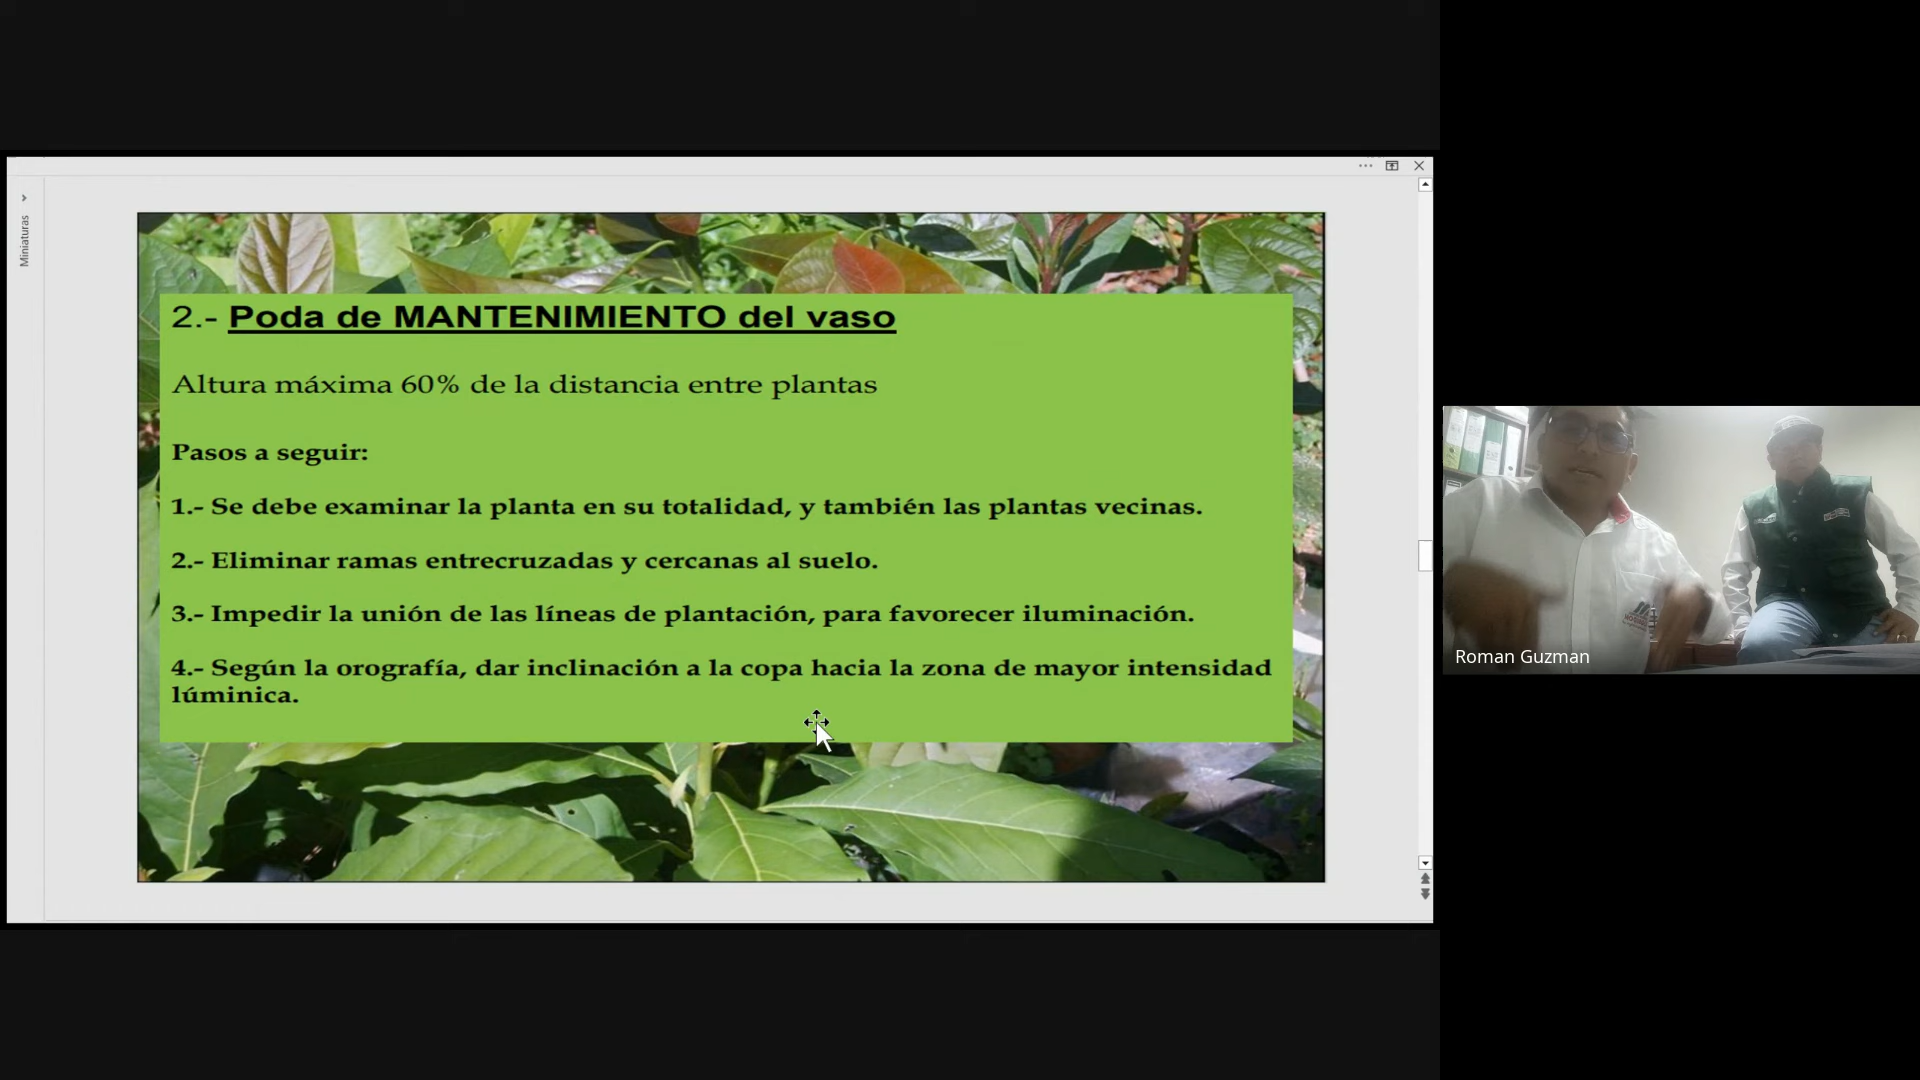 Miniaturas
2.- Poda de MANTENIMIENTO del vaso
Altura máxima 60% de la distancia entre plantas
Pasos a seguir:
1.- Se debe examinar la planta en su totalidad, y también las plantas vecinas.
2.- Eliminar ramas entrecruzadas y cercanas al suelo.
3.- Impedir la unión de las líneas de plantación, para favorecer iluminación.
4.- Según la orografía, dar inclinación a la copa hacia la zona de mayor intensidad
lúminica.
Roman Guzman